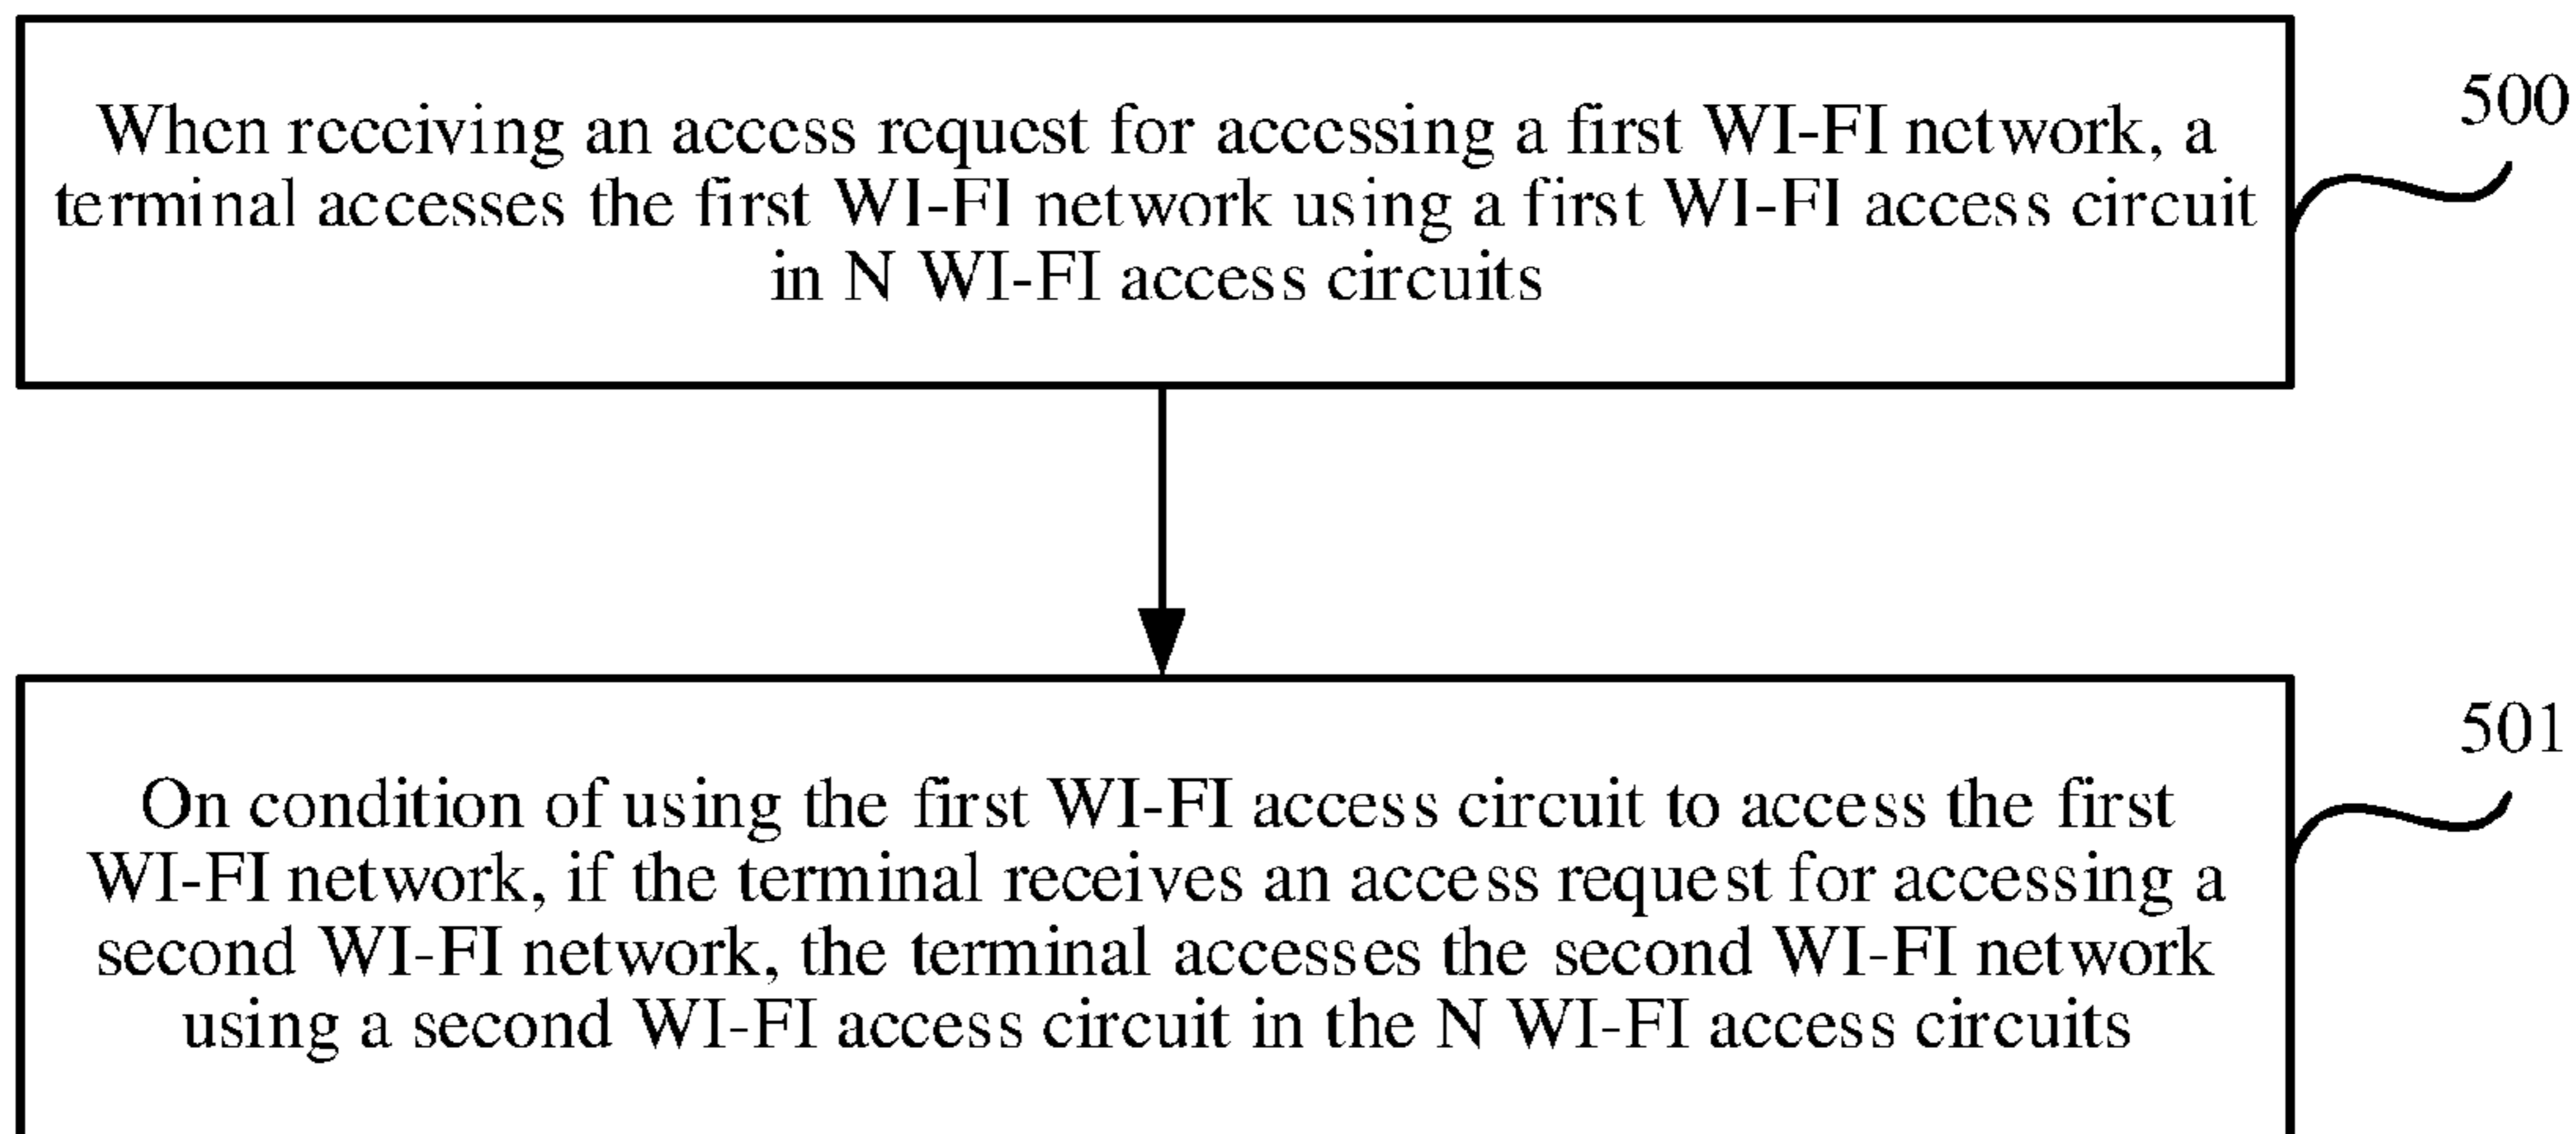 When receiving an access request for accessing a first WI-FI network, a
terminal accesses the first WI-FI network using a first WI-FI access circuit
in N WI-FI access circuits
500
On condition of using the first WI-FI access circuit to access the first
WI-FI network, if the terminal receives an access request for accessing a
second WI-FI network, the terminal accesses the second WI-FI network
using a second WI-FI access circuit in the N WI-FI access circuits
501